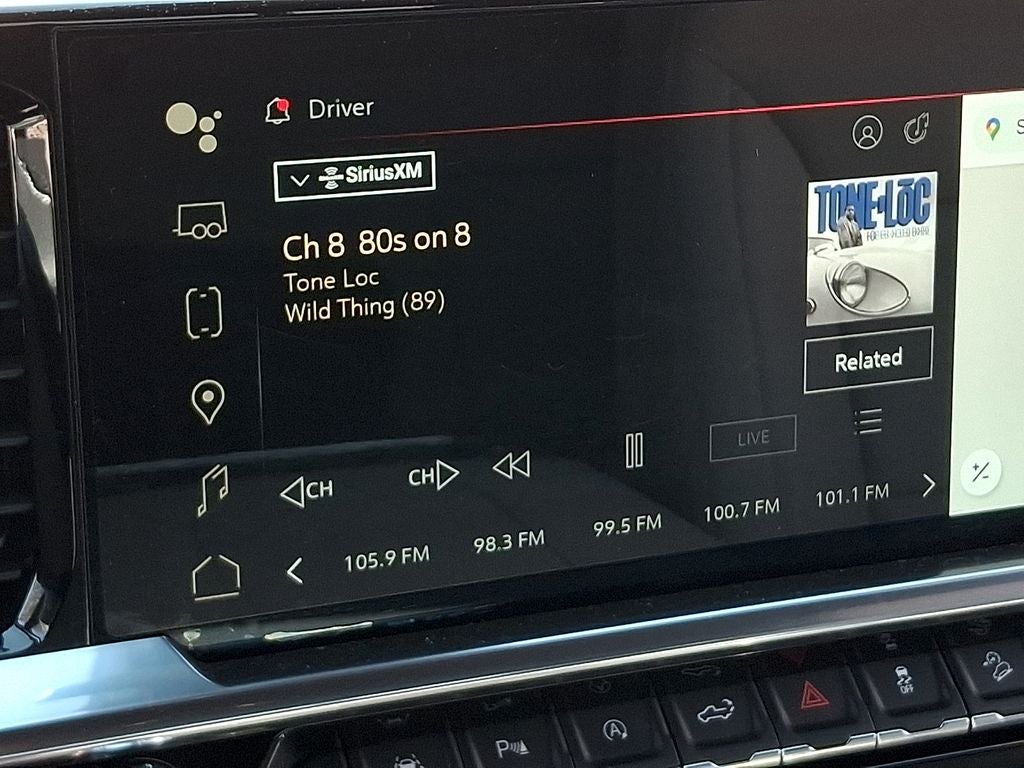 Driver
SiriusXM
Ch 8 80s on 8
Tone Loc
Wild Thing (89)
TONE-LŌC
Related
CH
CH
LIVE
105.9 FM
98.3 FM
99.5 FM
100.7 FM
101.1 FM
S
+/-
P
A
OFF